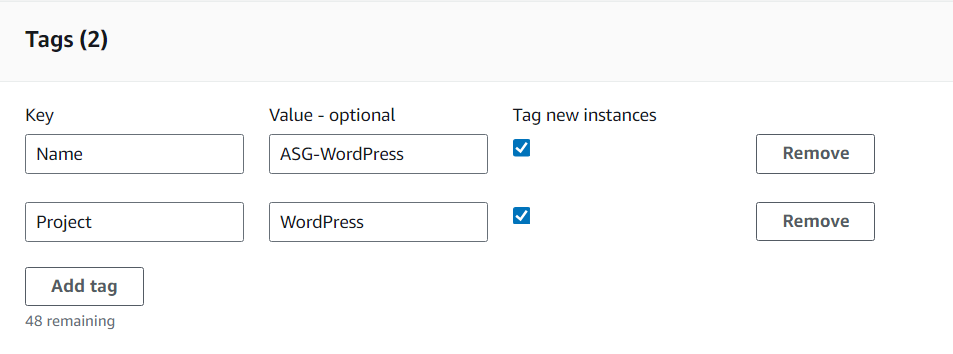 Tags (2)
Key Value - optional Tag new instances
Name ASG-WordPress Remove
Project WordPress Remove
Add tag
48 remaining